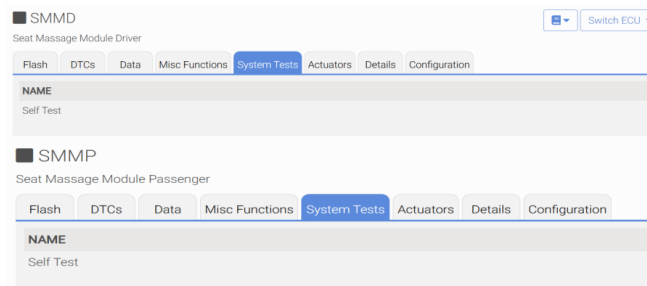 SMMD
Switch ECU
Seat Massage Module Driver
Flash DTCs Data Misc Functions System Tests Actuators Details Configuration
NAME
Self Test
SMMP
Seat Massage Module Passenger
Flash DTCs Data Misc Functions System Tests Actuators Details Configuration
NAME
Self Test